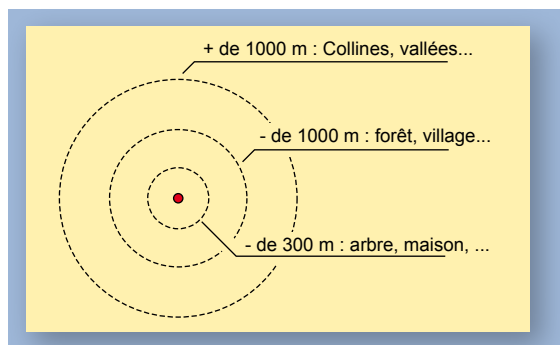 + de 1000 m : Collines, vallées...
- de 1000 m : forêt, village...
- de 300 m : arbre, maison, ...